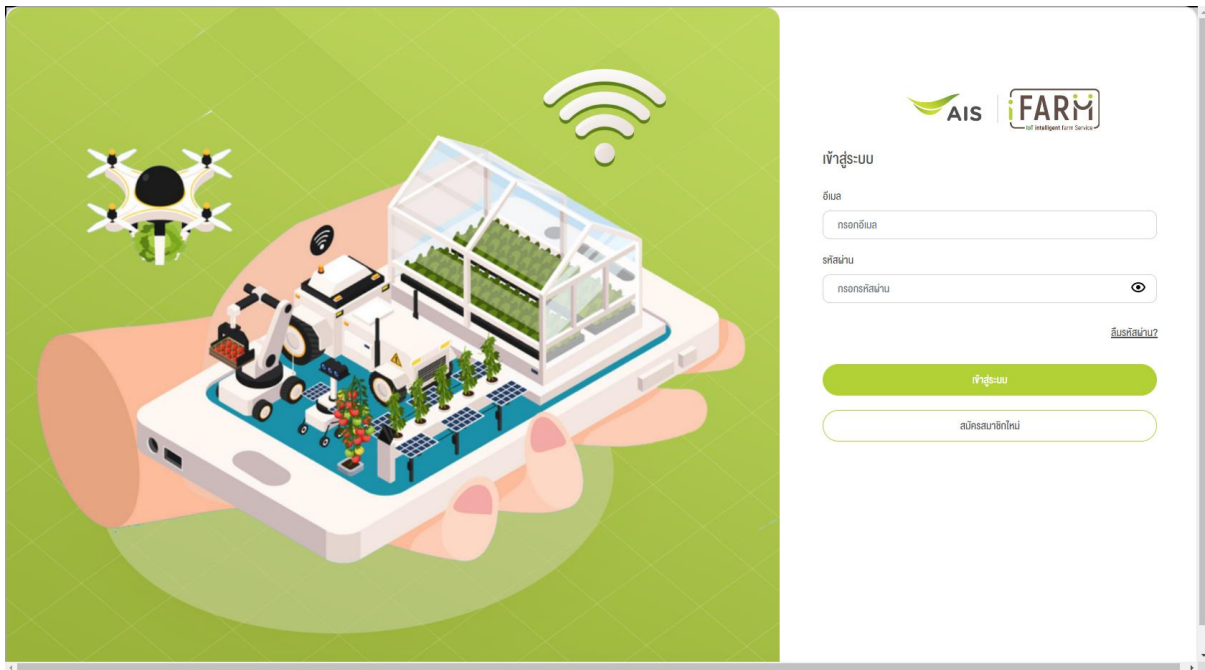 AIS
iFARM
IoT intelligent Farm Service
เข้าสู่ระบบ
อีเมล
กรอกอีเมล
รหัสผ่าน
กรอกรหัสผ่าน
ลืมรหัสผ่าน?
เข้าสู่ระบบ
สมัครสมาชิกใหม่